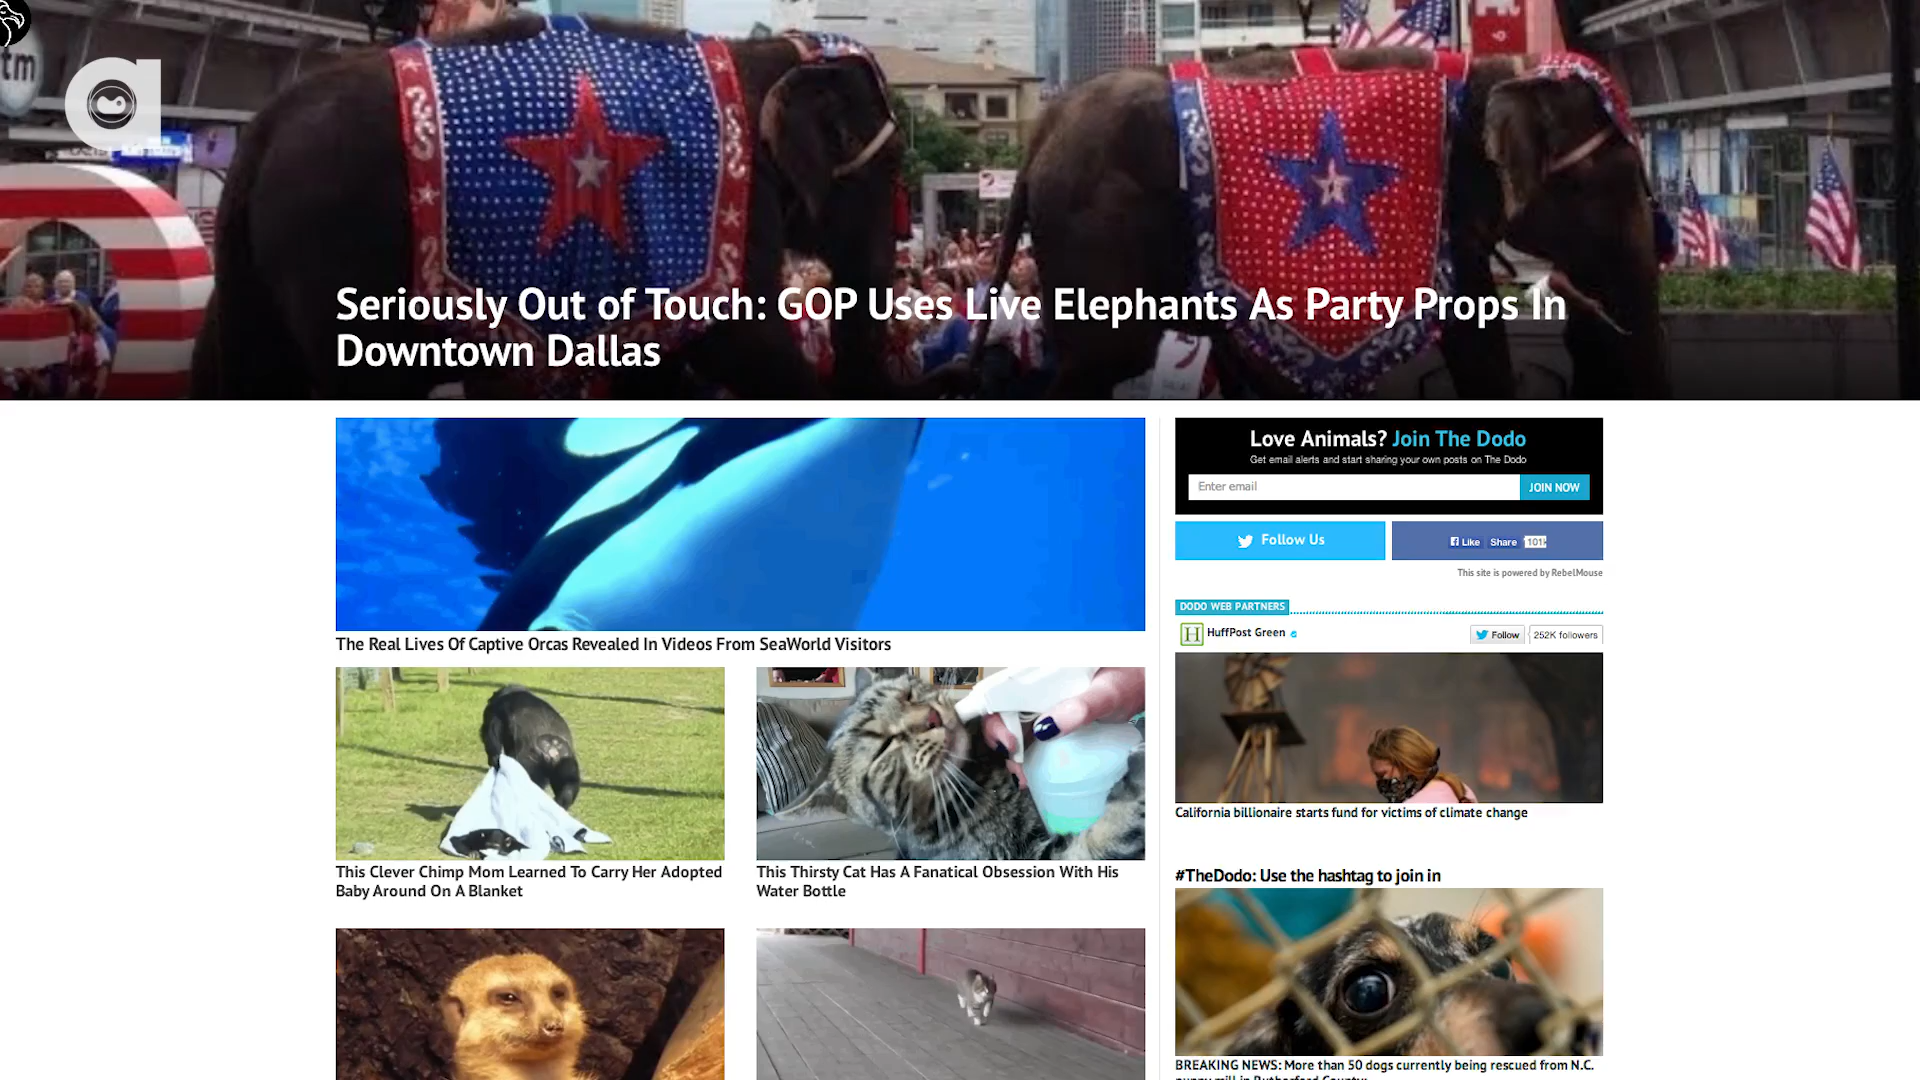 tm
Seriously Out of Touch: GOP Uses Live Elephants As Party Props In
Downtown Dallas
The Real Lives Of Captive Orcas Revealed In Videos From SeaWorld Visitors
This Clever Chimp Mom Learned To Carry Her Adopted
Baby Around On A Blanket
This Thirsty Cat Has A Fanatical Obsession With His
Water Bottle
Love Animals? Join The Dodo
Get email alerts and start sharing your own posts on The Dodo
Enter email
JOIN NOW
Follow Us
Like Share 101k
This site is powered by RebelMouse
DODO WEB PARTNERS
H HuffPost Green
Follow 252K followers
California billionaire starts fund for victims of climate change
#TheDodo: Use the hashtag to join in
BREAKING NEWS: More than 50 dogs currently being rescued from N.C.